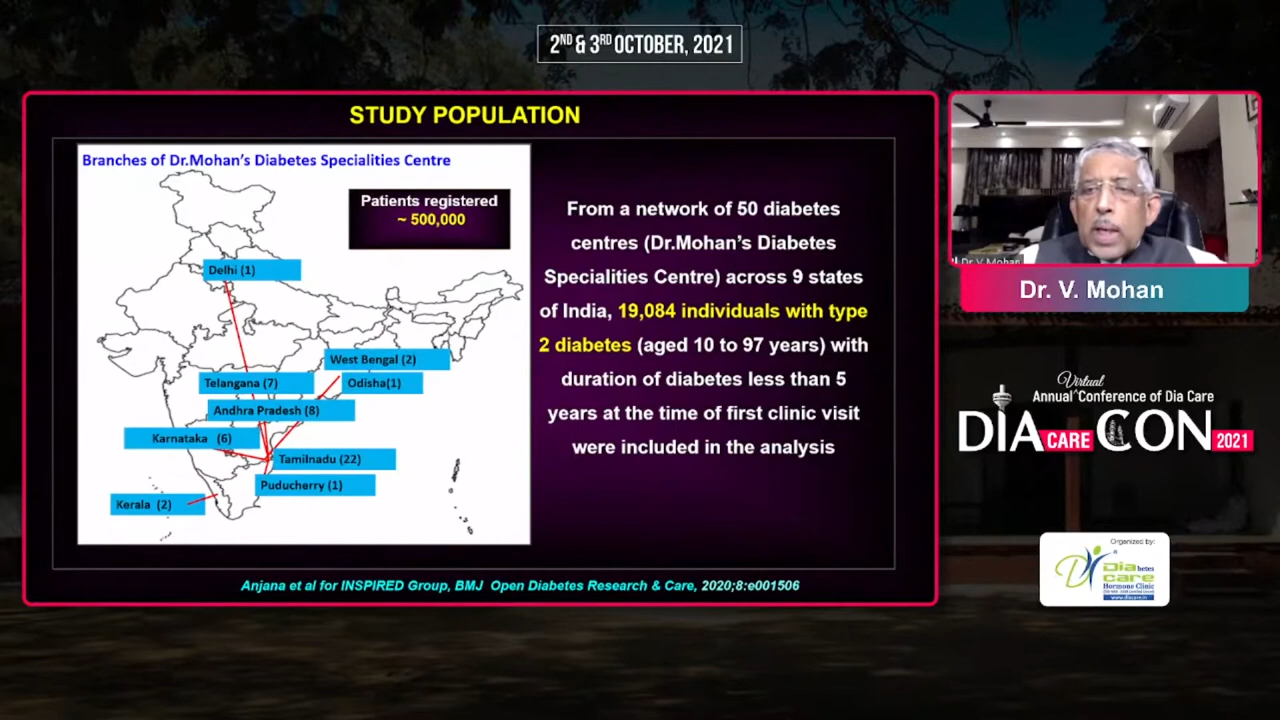 2ND & 3RD OCTOBER, 2021
STUDY POPULATION
Branches of Dr.Mohan's Diabetes Specialities Centre
Patients registered
~ 500,000
Delhi (1)
West Bengal (2)
Telangana (7)
Odisha(1)
Andhra Pradesh (8)
Karnataka (6)
Tamilnadu (22)
Puducherry (1)
Kerala (2)
From a network of 50 diabetes
centres (Dr.Mohan's Diabetes
Specialities Centre) across 9 states
of India, 19,084 individuals with type
2 diabetes (aged 10 to 97 years) with
duration of diabetes less than 5
years at the time of first clinic visit
were included in the analysis
Anjana et al for INSPIRED Group, BMJ Open Diabetes Research & Care, 2020;8:e001506
Dr V Mohan
Dr. V. Mohan
Virtual
Annual ^ Conference of Dia Care
DIA CARE CON 2021
Organized by:
Diabetes
care
Hormone Clinic
www.diacare.in